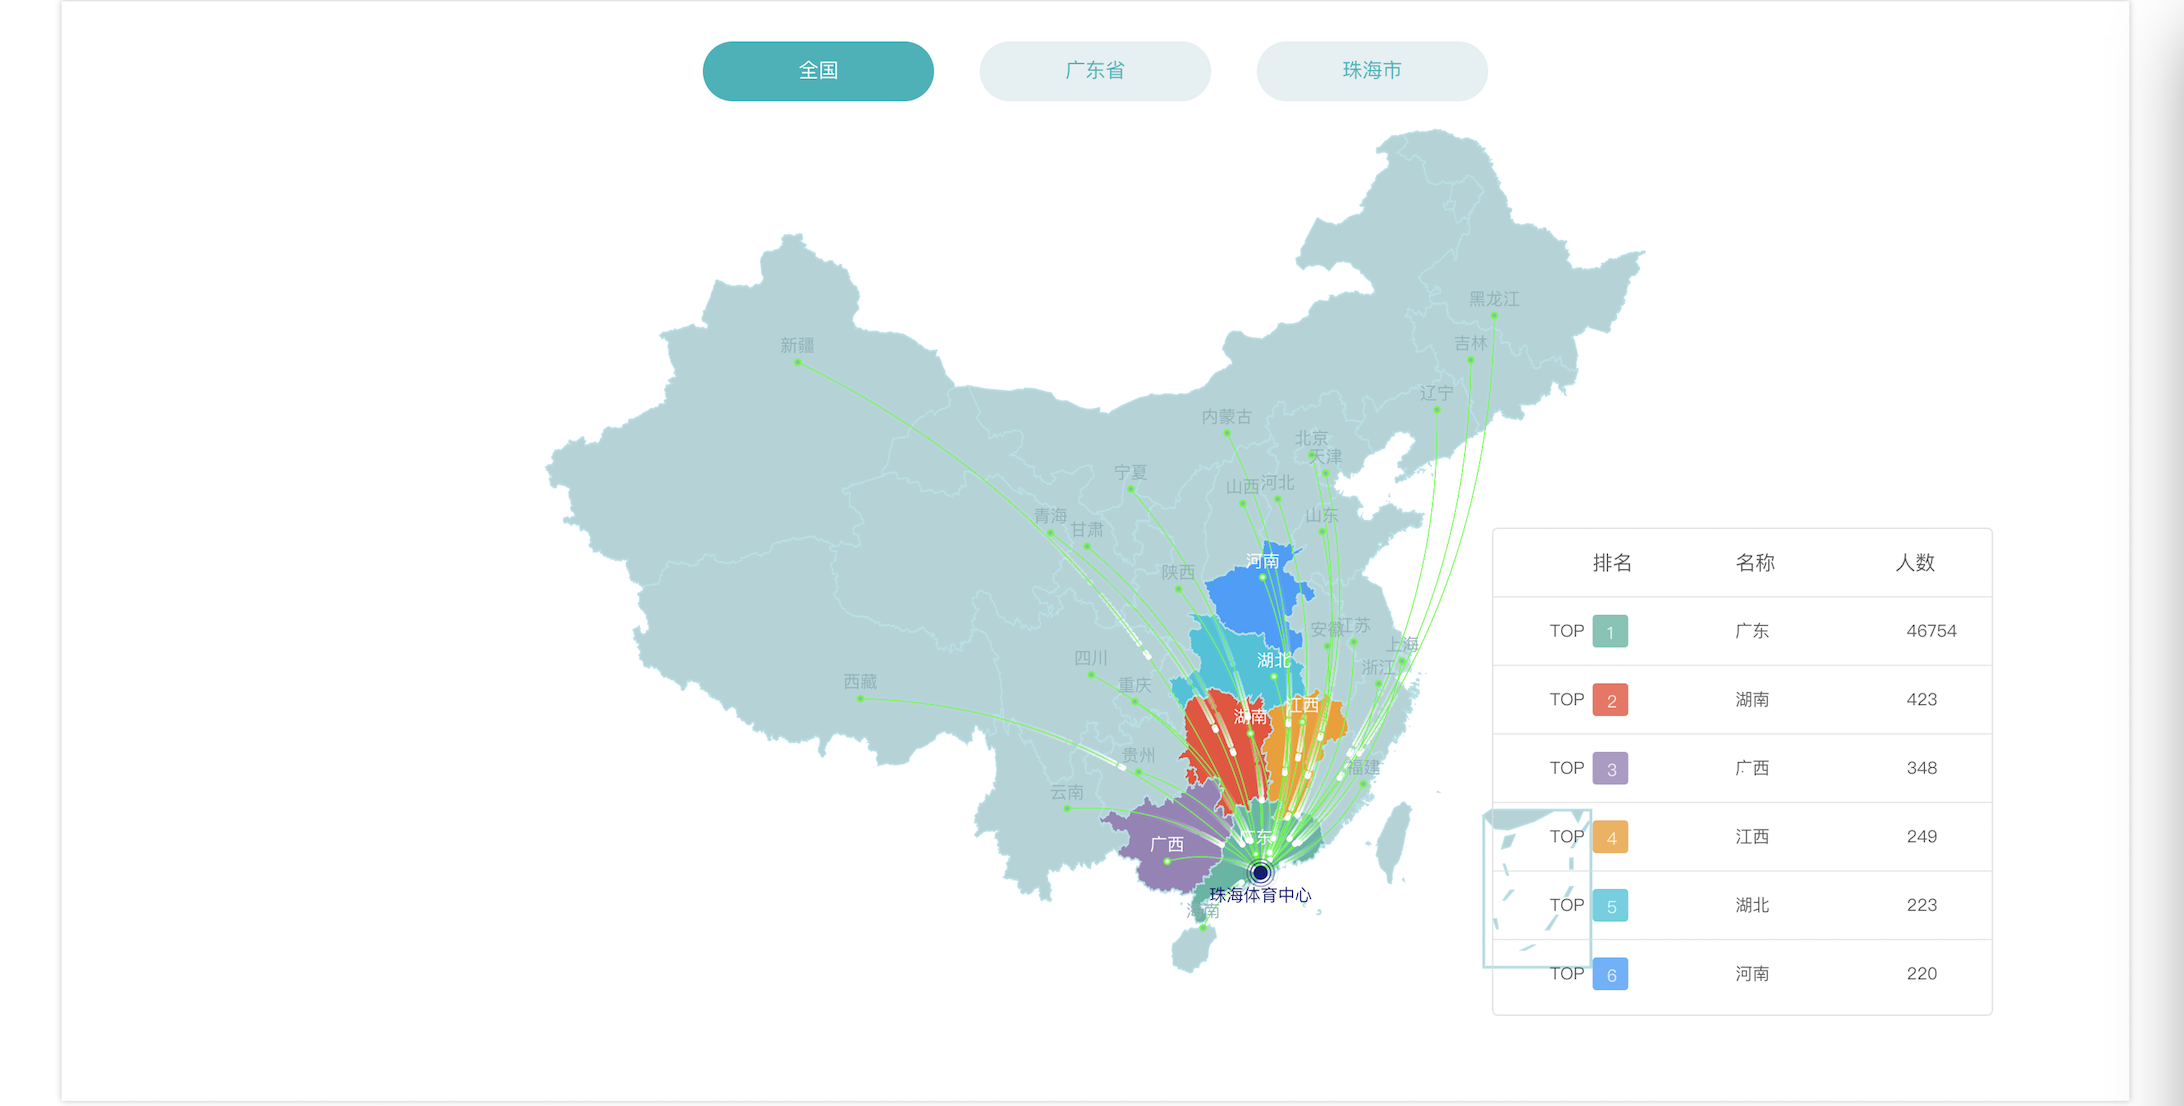 全国 广东省 珠海市
黑龙江
吉林
新疆
辽宁
内蒙古
北京
天津
宁夏
山西 河北
青海 山东
甘肃
河南
陕西
安徽 江苏
上海
四川 湖北
浙江
西藏 重庆
湖南 江西
贵州 福建
云南
广东
广西
珠海体育中心
海南
排名 名称 人数
TOP 1 广东 46754
TOP 2 湖南 423
TOP 3 广西 348
TOP 4 江西 249
TOP 5 湖北 223
TOP 6 河南 220